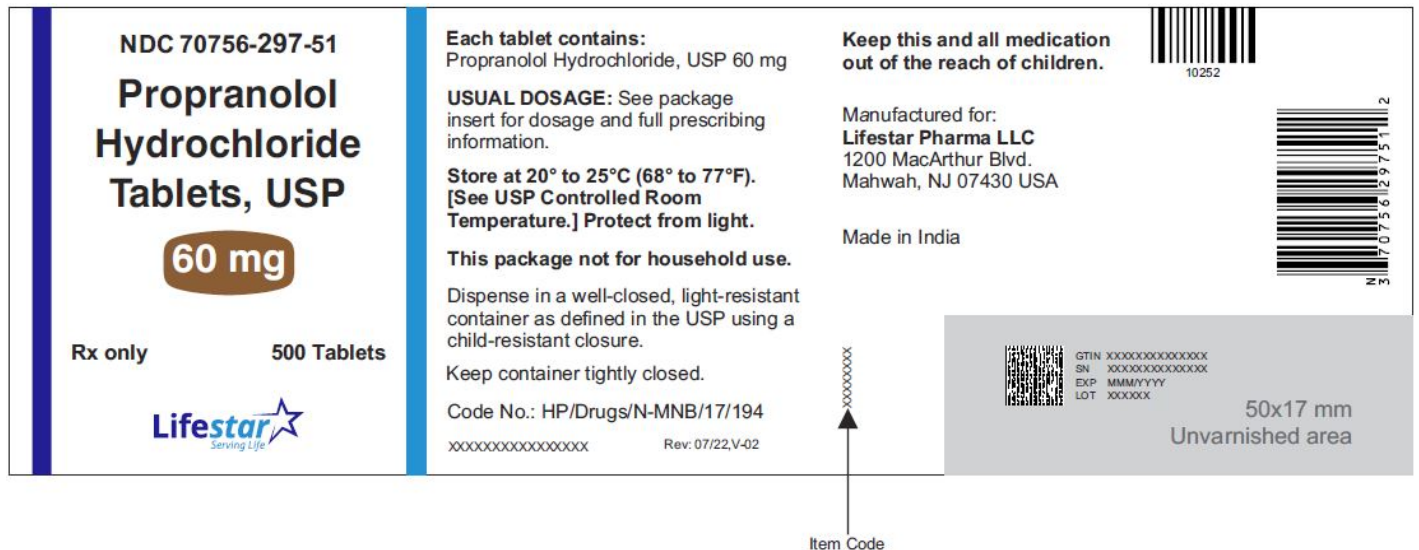 NDC 70756-297-51
Propranolol
Hydrochloride
Tablets, USP
60 mg
Rx only 500 Tablets
Lifestar
Serving Life
Each tablet contains:
Propranolol Hydrochloride, USP 60 mg
USUAL DOSAGE: See package
insert for dosage and full prescribing
information.
Store at 20° to 25°C (68° to 77°F).
[See USP Controlled Room
Temperature.] Protect from light.
This package not for household use.
Dispense in a well-closed, light-resistant
container as defined in the USP using a
child-resistant closure.
Keep container tightly closed.
Code No.: HP/Drugs/N-MNB/17/194
XXXXXXXXXXXXXXXX Rev: 07/22,V-02
Keep this and all medication
out of the reach of children.
Manufactured for:
Lifestar Pharma LLC
1200 MacArthur Blvd.
Mahwah, NJ 07430 USA
Made in India
XXXXXXXX
Item Code
10252
N
3 70756 29751 2
GTIN XXXXXXXXXXXXXX
SN XXXXXXXXXXXXXX
EXP MMM/YYYY
LOT XXXXXX
50x17 mm
Unvarnished area